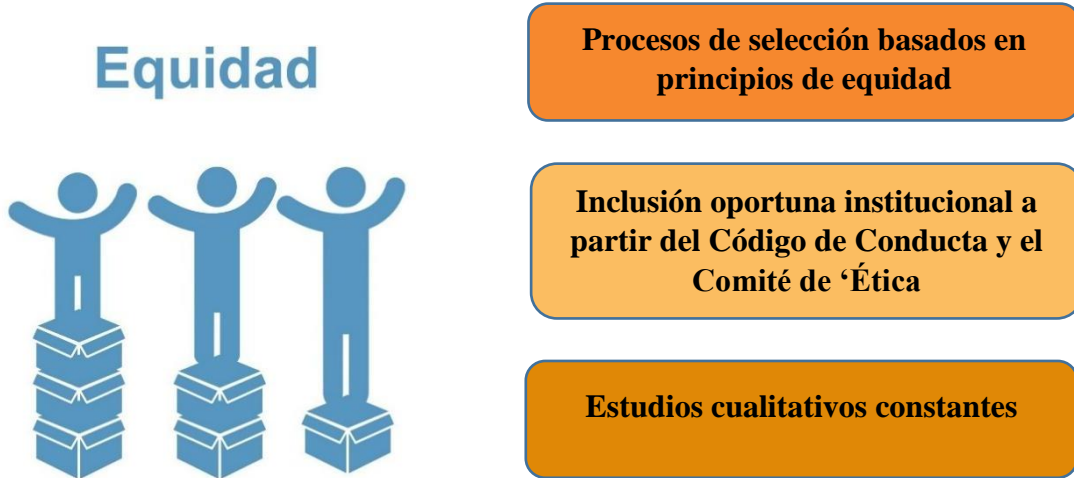 Equidad
Procesos de selección basados en
principios de equidad
Inclusión oportuna institucional a
partir del Código de Conducta y el
Comité de ‘Ética
Estudios cualitativos constantes